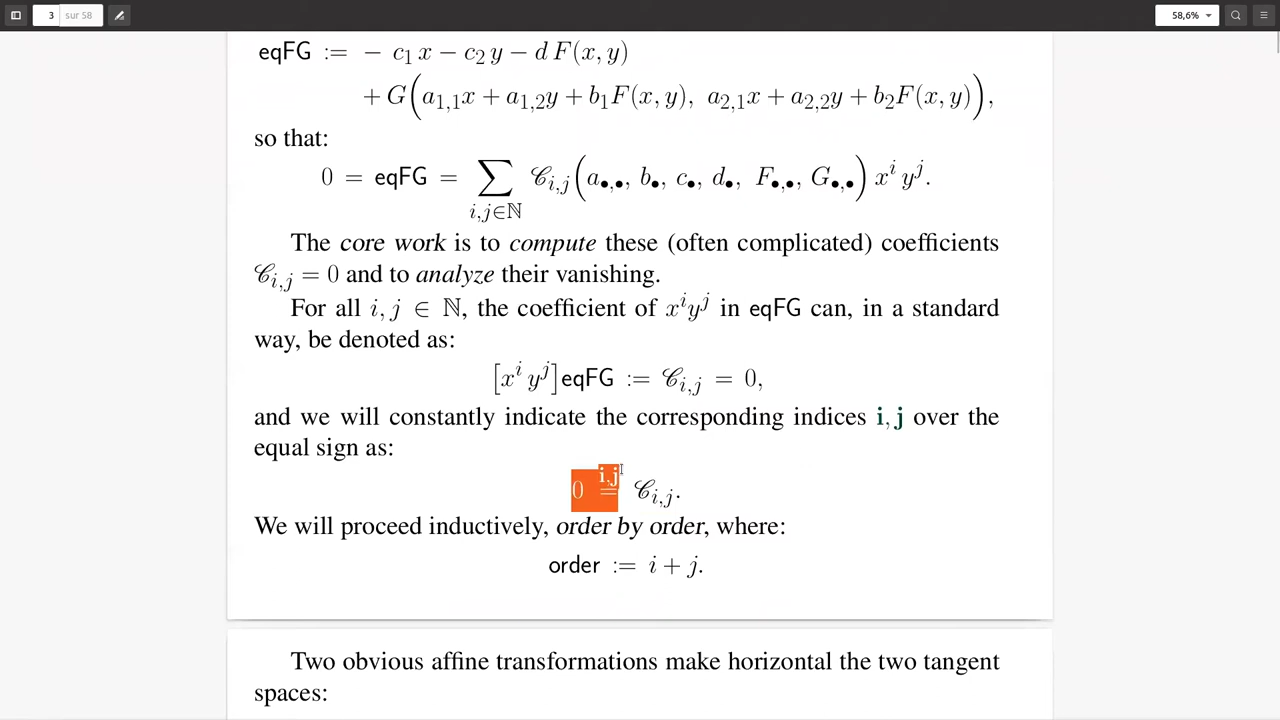 3 sur 58 58,6%
eqFG := − c₁ x − c₂ y − d F(x, y)
+ G(a₁,₁x + a₁,₂y + b₁F(x, y), a₂,₁x + a₂,₂y + b₂F(x, y)),
so that:
0 = eqFG = ∑ 𝒞i,j(a•,•, b•, c•, d•, F•,•, G•,•) xⁱ yʲ.
i,j∈ℕ
The core work is to compute these (often complicated) coefficients
𝒞i,j = 0 and to analyze their vanishing.
For all i, j ∈ ℕ, the coefficient of xⁱyʲ in eqFG can, in a standard
way, be denoted as:
[xⁱ yʲ]eqFG := 𝒞i,j = 0,
and we will constantly indicate the corresponding indices i, j over the
equal sign as:
i,j
0 = 𝒞i,j.
We will proceed inductively, order by order, where:
order := i + j.
Two obvious affine transformations make horizontal the two tangent
spaces: